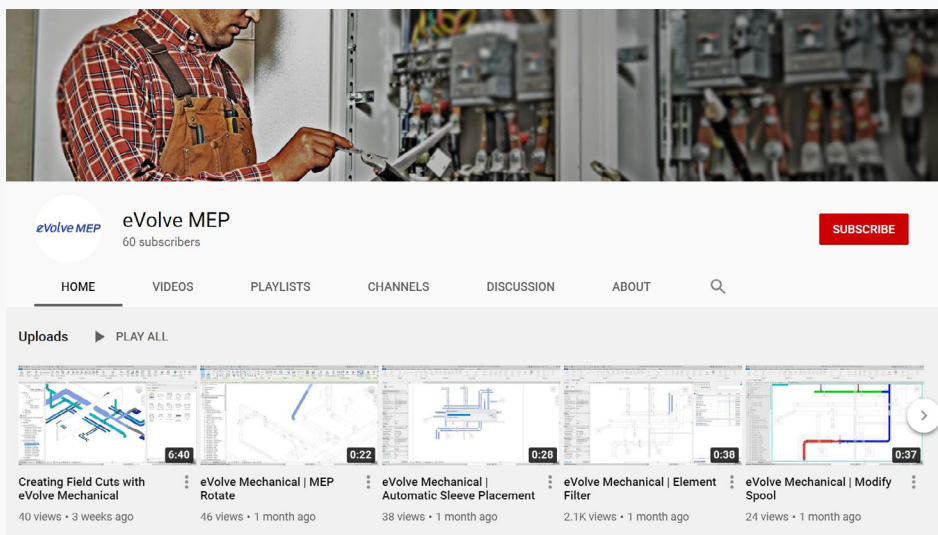 eVolve MEP
eVolve MEP
60 subscribers
SUBSCRIBE
HOME VIDEOS PLAYLISTS CHANNELS DISCUSSION ABOUT
Uploads PLAY ALL
6:40 0:22 0:28 0:38 0:37
Creating Field Cuts with eVolve Mechanical | MEP eVolve Mechanical | eVolve Mechanical | Element eVolve Mechanical | Modify
eVolve Mechanical Rotate Automatic Sleeve Placement Filter Spool
40 views • 3 weeks ago 46 views • 1 month ago 38 views • 1 month ago 2.1K views • 1 month ago 24 views • 1 month ago